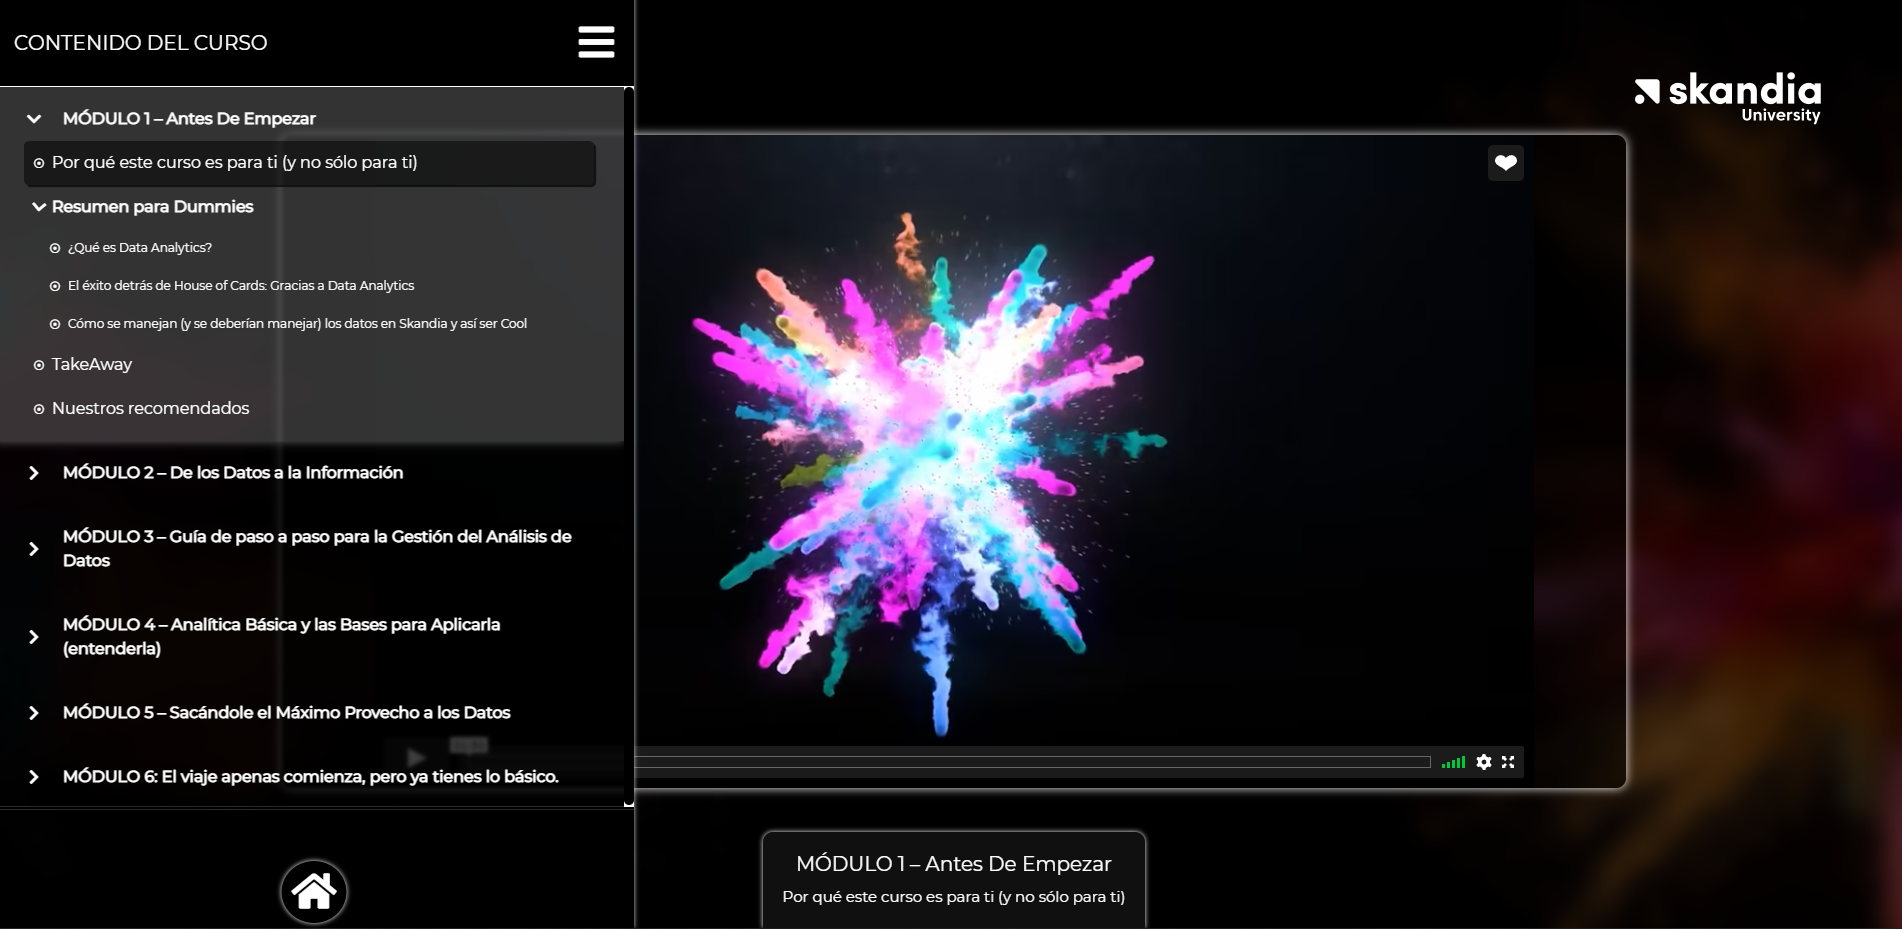 CONTENIDO DEL CURSO
MÓDULO 1 – Antes De Empezar
Por qué este curso es para ti (y no sólo para ti)
Resumen para Dummies
¿Qué es Data Analytics?
El éxito detrás de House of Cards: Gracias a Data Analytics
Cómo se manejan (y se deberían manejar) los datos en Skandia y así ser Cool
TakeAway
Nuestros recomendados
MÓDULO 2 – De los Datos a la Información
MÓDULO 3 – Guía de paso a paso para la Gestión del Análisis de
Datos
MÓDULO 4 – Analítica Básica y las Bases para Aplicarla
(entenderla)
MÓDULO 5 – Sacándole el Máximo Provecho a los Datos
MÓDULO 6: El viaje apenas comienza, pero ya tienes lo básico.
skandia
University
MÓDULO 1 – Antes De Empezar
Por qué este curso es para ti (y no sólo para ti)